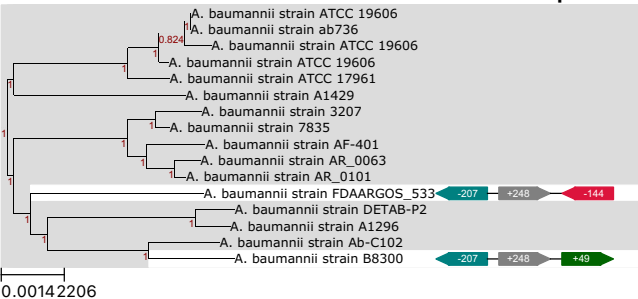 A. baumannii strain ATCC 19606
A. baumannii strain ab736
1
0.824
A. baumannii strain ATCC 19606
A. baumannii strain ATCC 19606
1
A. baumannii strain ATCC 17961
1
A. baumannii strain A1429
A. baumannii strain 3207
1
A. baumannii strain 7835
1
1
A. baumannii strain AF-401
1
A. baumannii strain AR_0063
1
A. baumannii strain AR_0101
1
A. baumannii strain FDAARGOS_533 -207 +248 -144
A. baumannii strain DETAB-P2
1
A. baumannii strain A1296
1
1
A. baumannii strain Ab-C102
1
A. baumannii strain B8300 -207 +248 +49
0.00142206